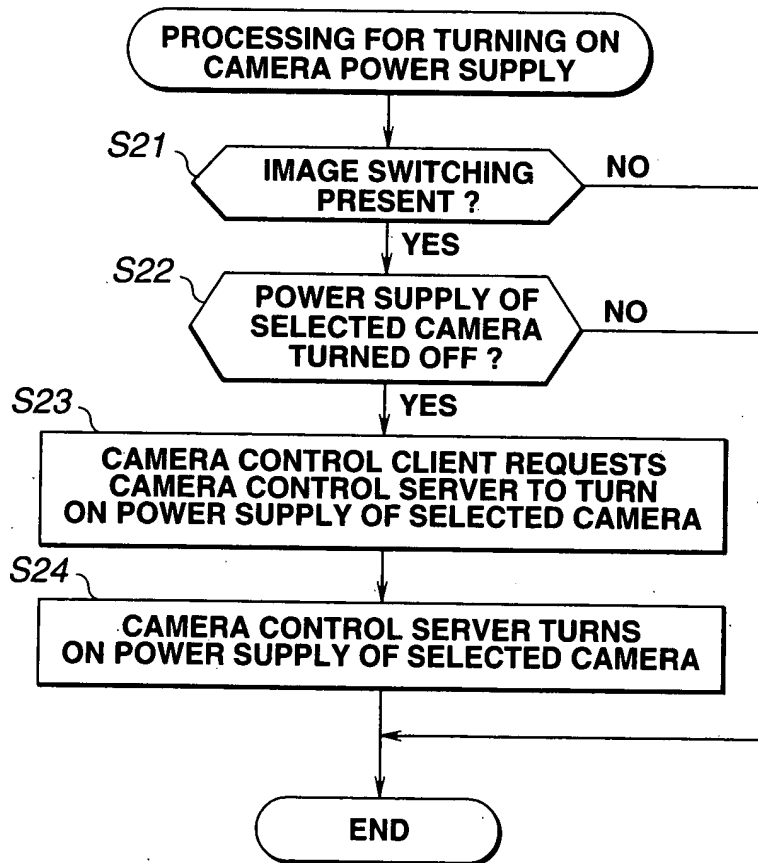 PROCESSING FOR TURNING ON
CAMERA POWER SUPPLY
S21
IMAGE SWITCHING
PRESENT ?
NO
YES
S22
POWER SUPPLY OF
SELECTED CAMERA
TURNED OFF ?
NO
YES
S23
CAMERA CONTROL CLIENT REQUESTS
CAMERA CONTROL SERVER TO TURN
ON POWER SUPPLY OF SELECTED CAMERA
S24
CAMERA CONTROL SERVER TURNS
ON POWER SUPPLY OF SELECTED CAMERA
END